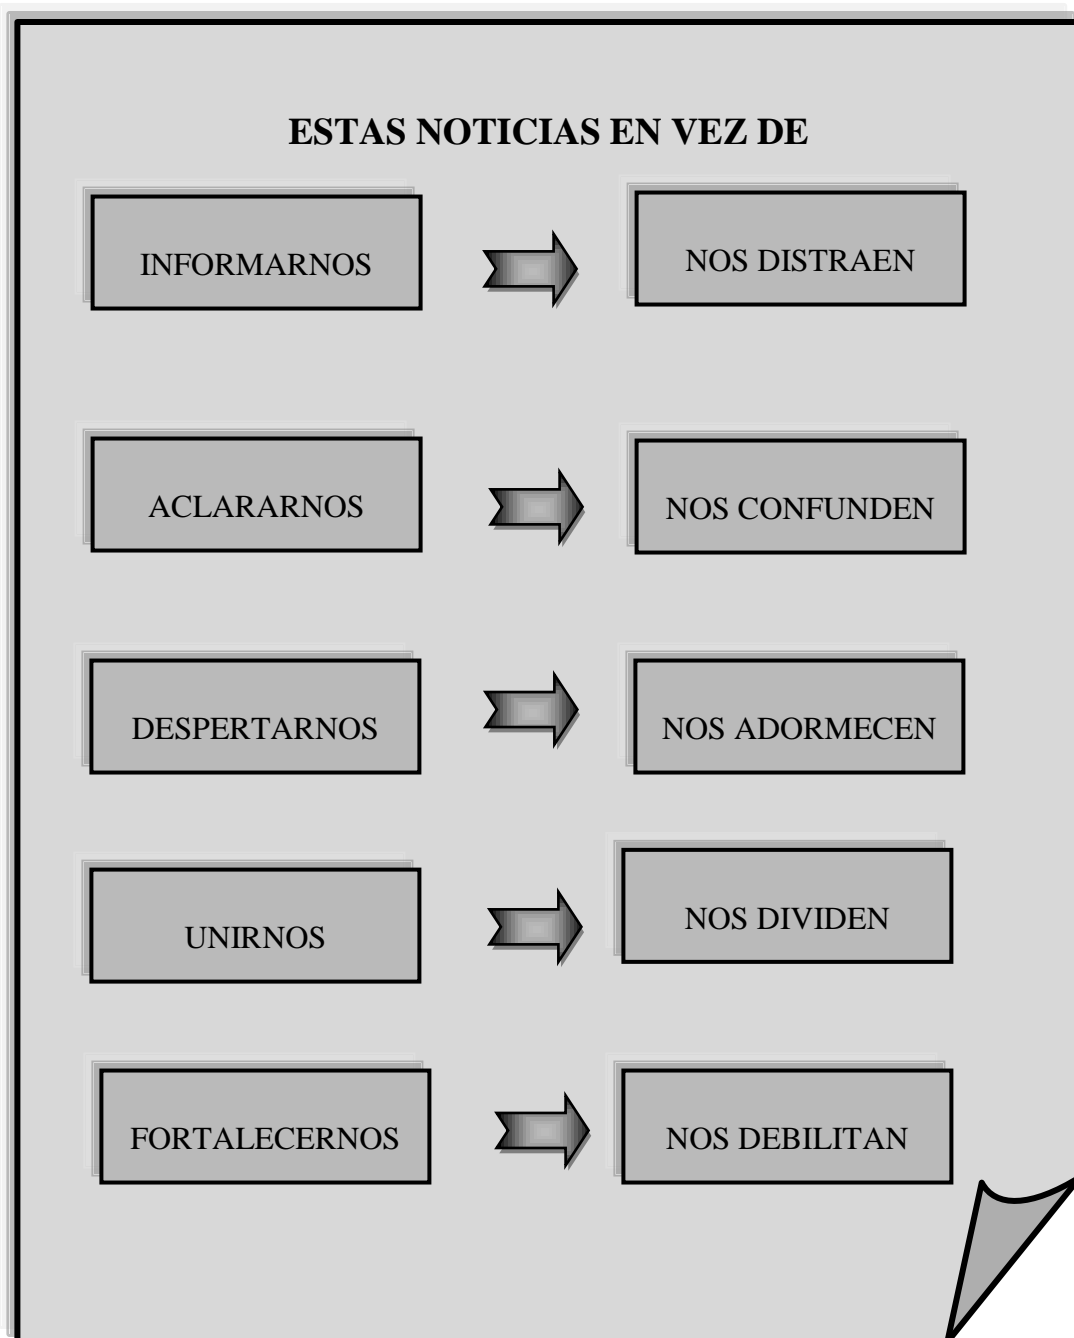 ESTAS NOTICIAS EN VEZ DE
INFORMARNOS
NOS DISTRAEN
ACLARARNOS
NOS CONFUNDEN
DESPERTARNOS
NOS ADORMECEN
UNIRNOS
NOS DIVIDEN
FORTALECERNOS
NOS DEBILITAN